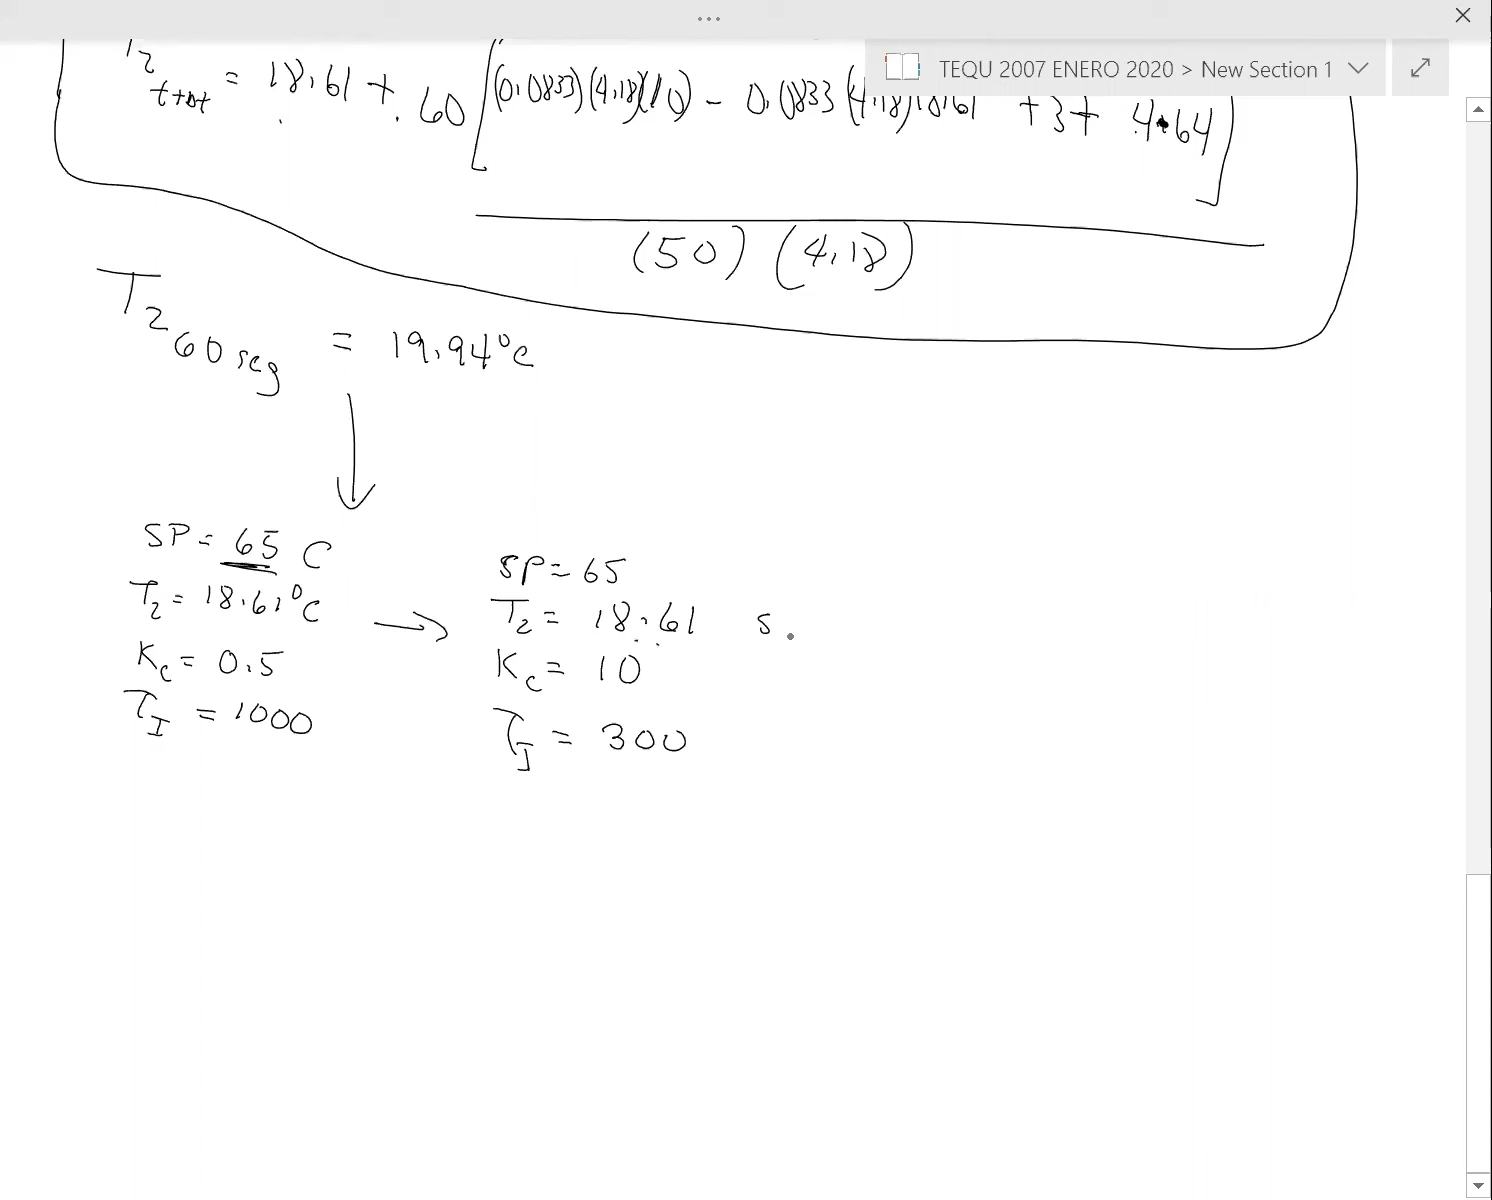 TEQU 2007 ENERO 2020 > New Section 1
T2 t+Δt = 18.61 + 60 [(0.0833)(4.18)(10) - 0.0833 (4.18)18.61 + 3 + 4.64]
(50) (4.18)
T2 60 seg = 19.94°C
SP = 65 C
T2 = 18.61°C
Kc = 0.5
τI = 1000
SP = 65
T2 = 18.61
Kc = 10
τI = 300
s.